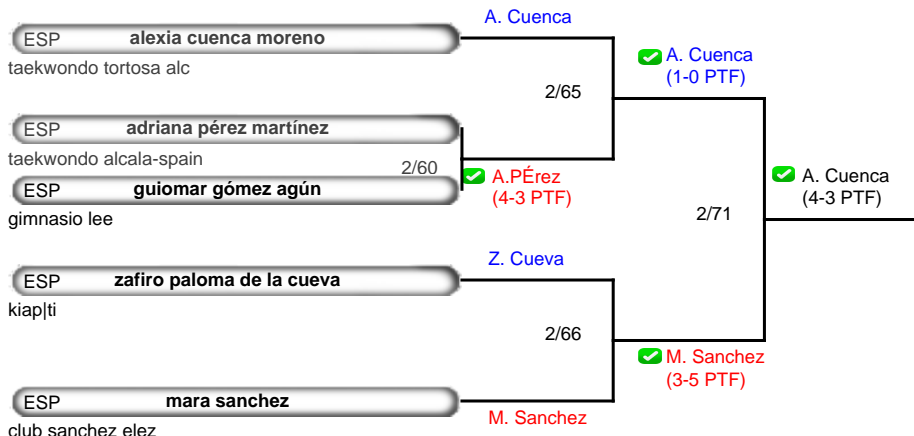 A. Cuenca
ESP alexia cuenca moreno
taekwondo tortosa alc
A. Cuenca
(1-0 PTF)
2/65
ESP adriana pérez martínez
taekwondo alcala-spain
2/60
A.PÉrez
(4-3 PTF)
ESP guiomar gómez agún
gimnasio lee
A. Cuenca
(4-3 PTF)
2/71
Z. Cueva
ESP zafiro paloma de la cueva
kiap|ti
2/66
M. Sanchez
(3-5 PTF)
ESP mara sanchez
M. Sanchez
club sanchez elez